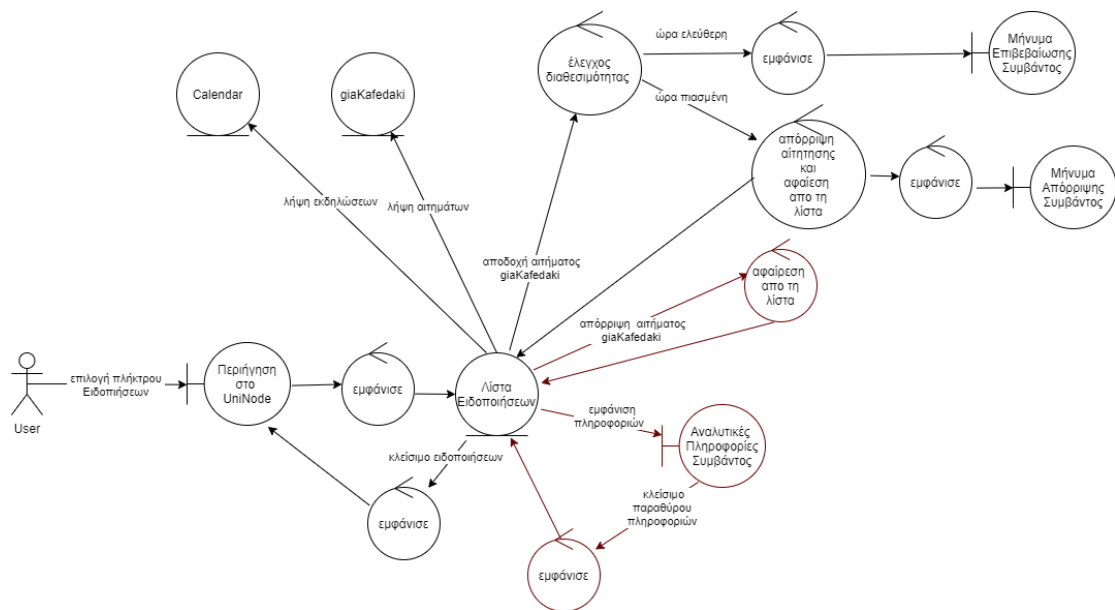 ώρα ελεύθερη
Μήνυμα
Επιβεβαίωσης
Συμβάντος
εμφάνισε
έλεγχος
διαθεσιμότητας
Calendar
giaKafedaki
ώρα πιασμένη
απόρριψη
αίτητησης
και
αφαίεση
απο τη
λίστα
εμφάνισε
Μήνυμα
Απόρριψης
Συμβάντος
λήψη εκδηλώσεων
λήψη αιτημάτων
αποδοχή αιτήματος
giaKafedaki
αφαίρεση
απο τη
λίστα
απόρριψη αιτήματος
giaKafedaki
User
επιλογή πλήκτρου
Ειδοποιήσεων
Περιήγηση
στο
UniNode
εμφάνισε
Λίστα
Ειδοποιήσεων
εμφάνιση
πληροφοριών
Αναλυτικές
Πληροφορίες
Συμβάντος
κλείσιμο ειδοποιήσεων
εμφάνισε
κλείσιμο
παραθύρου
πληροφοριών
εμφάνισε